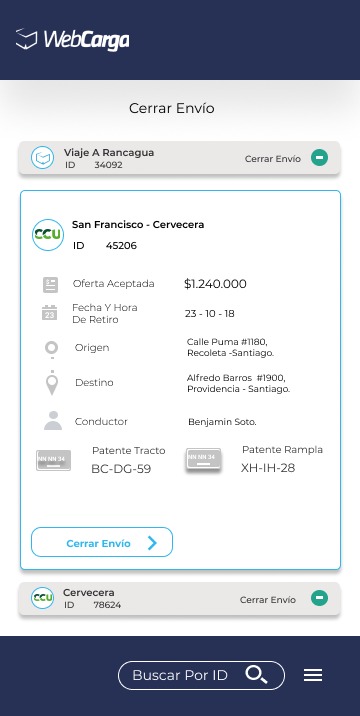 WebCarga
Cerrar Envío
Viaje A Rancagua
ID 34092
Cerrar Envío
San Francisco - Cervecera
CCU
ID 45206
Oferta Aceptada $1.240.000
Fecha Y Hora
De Retiro
23
23 - 10 - 18
Origen
Calle Puma #1180,
Recoleta -Santiago.
Destino
Alfredo Barros #1900,
Providencia - Santiago.
Conductor
Benjamin Soto.
NN NN 34
Patente Tracto
BC-DG-59
NN NN 34
Patente Rampla
XH-IH-28
Cerrar Envío
CCU
Cervecera
ID 78624
Cerrar Envío
Buscar Por ID